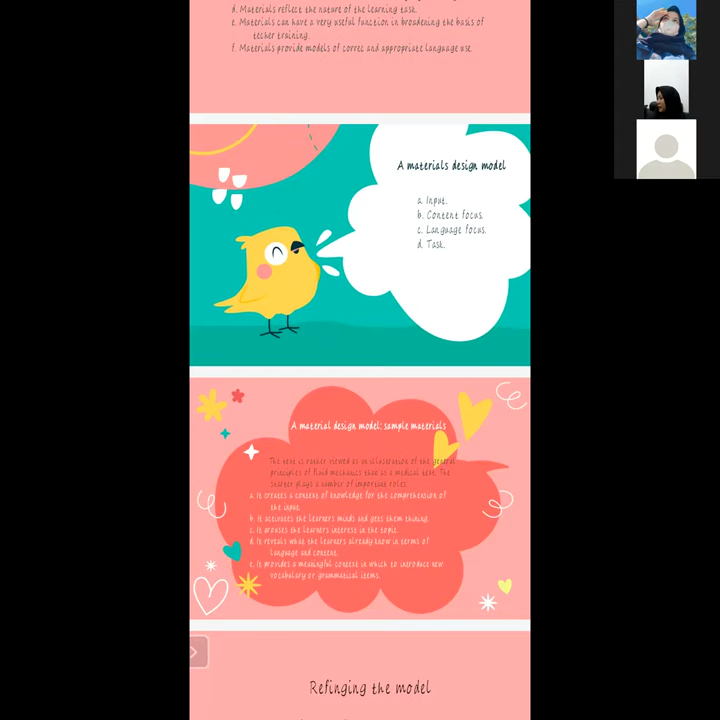 d. Materials reflect the nature of the learning task.
e. Materials can have a very useful function in broadening the basis of
techer training.
f. Materials provide models of correc and appropriate language use.
A materials design model
a. Input.
b. Content focus.
c. Language focus.
d. Task.
A material design model: sample materials
The text is rather viewed as an illustration of the general
principles of fluid mechanics than as a medical text. The
starter plays a number of important roles:
a. It creates a context of knowledge for the comprehension of
the input.
b. It activates the learners minds and gets them thining.
c. It arouses the learners interest in the topic.
d. It reveals what the learners already know in terms of
language and content.
e. It provides a meaningful context in which to introduce new
vocabulary or grammatical items.
Refinging the model